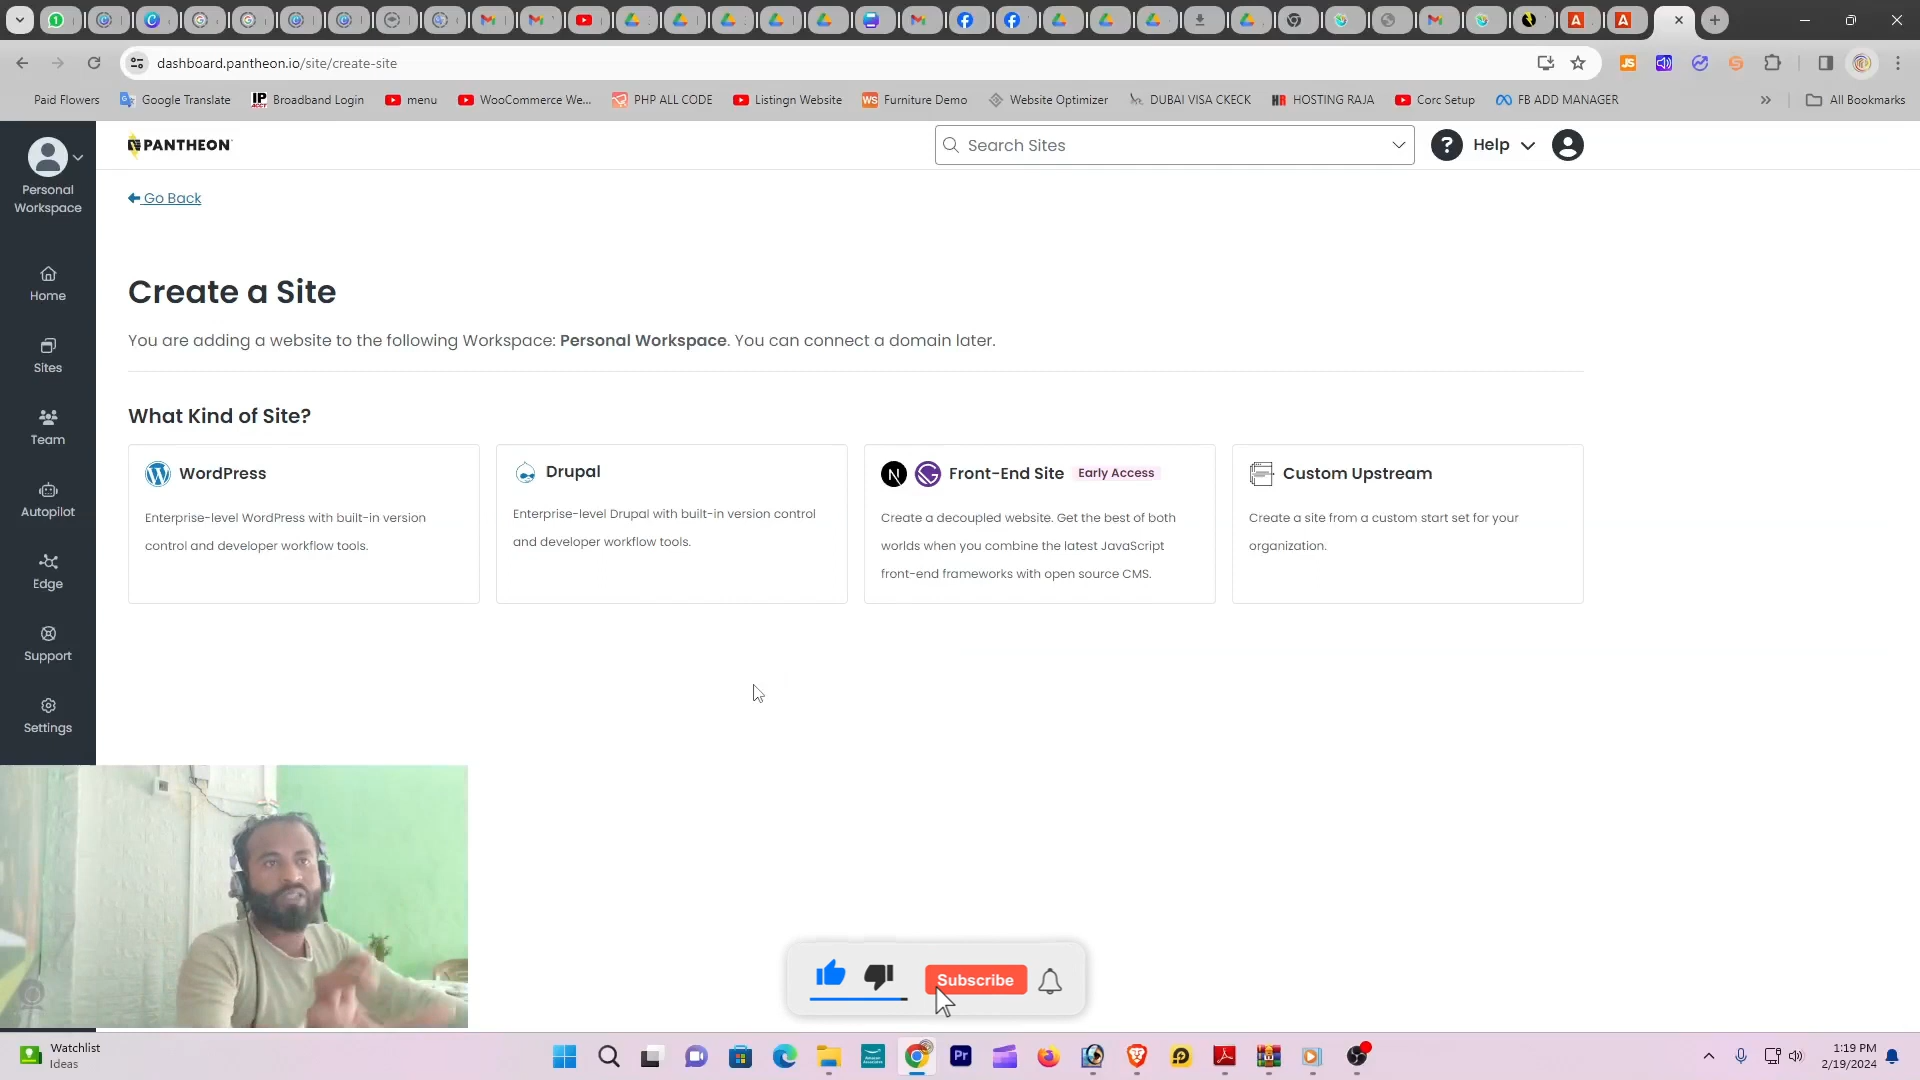 dashboard.pantheon.io/site/create-site
Paid Flowers
Google Translate
Broadband Login
menu
WooCommerce We...
PHP ALL CODE
Listingn Website
Furniture Demo
Website Optimizer
DUBAI VISA CKECK
HOSTING RAJA
Corc Setup
FB ADD MANAGER
All Bookmarks
Personal
Workspace
PANTHEON
Search Sites
Help
Go Back
Home
Sites
Team
Autopilot
Edge
Support
Settings
Create a Site
You are adding a website to the following Workspace: Personal Workspace. You can connect a domain later.
What Kind of Site?
WordPress
Enterprise-level WordPress with built-in version
control and developer workflow tools.
Drupal
Enterprise-level Drupal with built-in version control
and developer workflow tools.
Front-End Site Early Access
Create a decoupled website. Get the best of both
worlds when you combine the latest JavaScript
front-end frameworks with open source CMS.
Custom Upstream
Create a site from a custom start set for your
organization.
Subscribe
Watchlist
Ideas
1:19 PM
2/19/2024